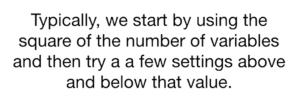 Typically, we start by using the
square of the number of variables
and then try a a few settings above
and below that value.